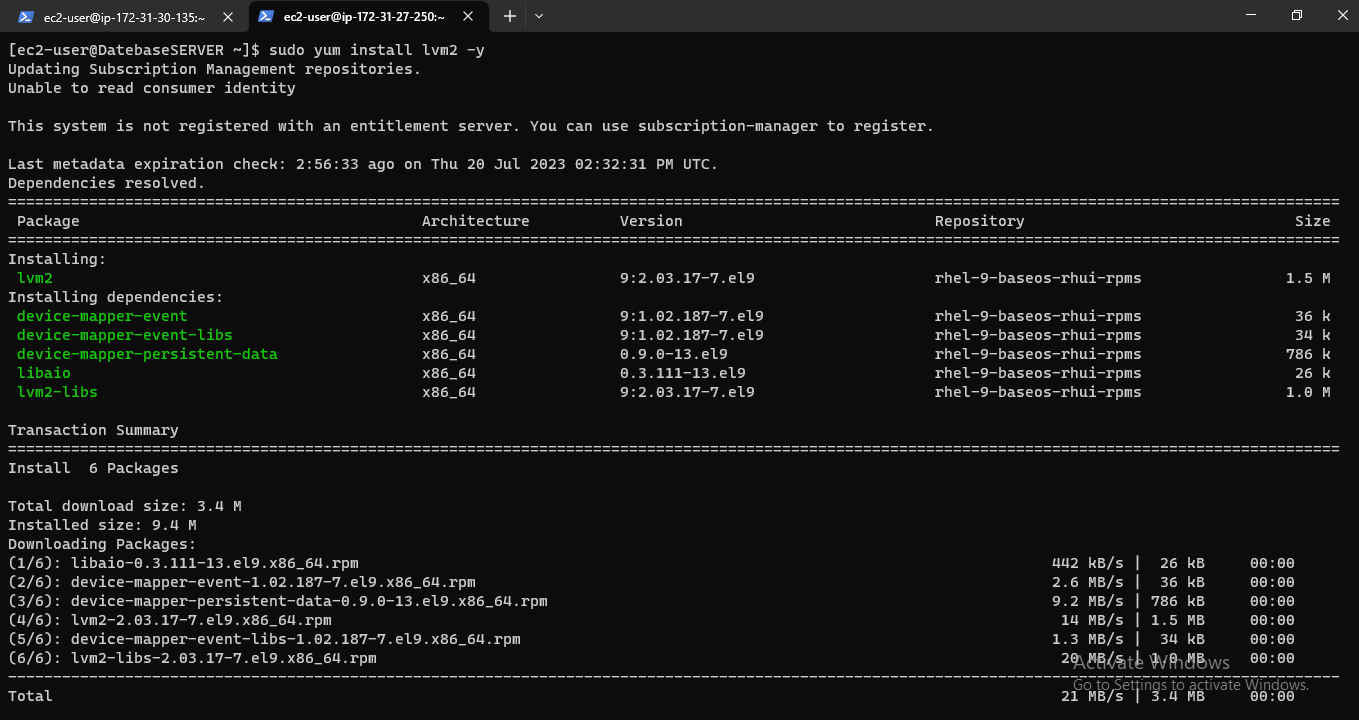 ec2-user@ip-172-31-30-135:~
ec2-user@ip-172-31-27-250:~
[ec2-user@DatebaseSERVER ~]$ sudo yum install lvm2 -y
Updating Subscription Management repositories.
Unable to read consumer identity
This system is not registered with an entitlement server. You can use subscription-manager to register.
Last metadata expiration check: 2:56:33 ago on Thu 20 Jul 2023 02:32:31 PM UTC.
Dependencies resolved.
Package Architecture Version Repository Size
Installing:
lvm2 x86_64 9:2.03.17-7.el9 rhel-9-baseos-rhui-rpms 1.5 M
Installing dependencies:
device-mapper-event x86_64 9:1.02.187-7.el9 rhel-9-baseos-rhui-rpms 36 k
device-mapper-event-libs x86_64 9:1.02.187-7.el9 rhel-9-baseos-rhui-rpms 34 k
device-mapper-persistent-data x86_64 0.9.0-13.el9 rhel-9-baseos-rhui-rpms 786 k
libaio x86_64 0.3.111-13.el9 rhel-9-baseos-rhui-rpms 26 k
lvm2-libs x86_64 9:2.03.17-7.el9 rhel-9-baseos-rhui-rpms 1.0 M
Transaction Summary
Install 6 Packages
Total download size: 3.4 M
Installed size: 9.4 M
Downloading Packages:
(1/6): libaio-0.3.111-13.el9.x86_64.rpm 442 kB/s | 26 kB 00:00
(2/6): device-mapper-event-1.02.187-7.el9.x86_64.rpm 2.6 MB/s | 36 kB 00:00
(3/6): device-mapper-persistent-data-0.9.0-13.el9.x86_64.rpm 9.2 MB/s | 786 kB 00:00
(4/6): lvm2-2.03.17-7.el9.x86_64.rpm 14 MB/s | 1.5 MB 00:00
(5/6): device-mapper-event-libs-1.02.187-7.el9.x86_64.rpm 1.3 MB/s | 34 kB 00:00
(6/6): lvm2-libs-2.03.17-7.el9.x86_64.rpm 20 MB/s | 1.0 MB 00:00
Activate Windows
Go to Settings to activate Windows.
Total 21 MB/s | 3.4 MB 00:00